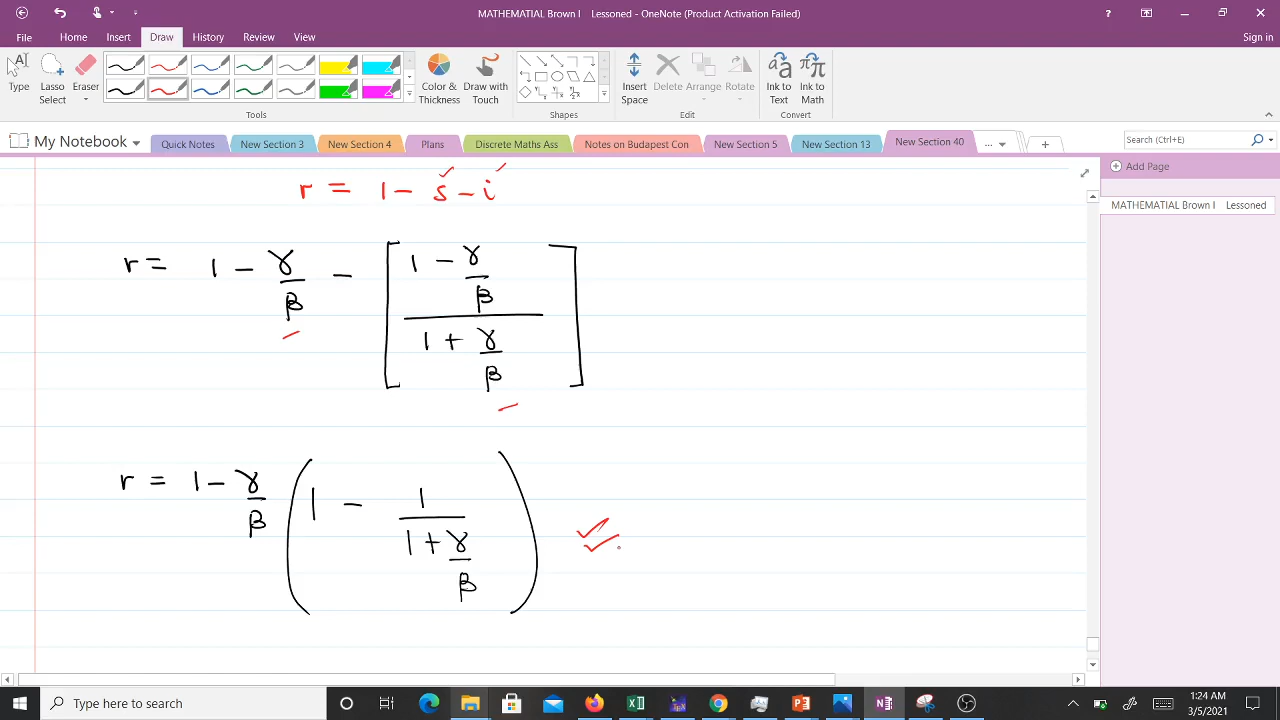 MATHEMATIAL Brown I Lessoned - OneNote (Product Activation Failed)
File Home Insert Draw History Review View
Sign in
Type Lasso Select Eraser Color & Thickness Draw with Touch Insert Space Delete Arrange Rotate Ink to Text Ink to Math
Tools Shapes Edit Convert
My Notebook Quick Notes New Section 3 New Section 4 Plans Discrete Maths Ass Notes on Budapest Con New Section 5 New Section 13 New Section 40 ... Search (Ctrl+E)
Add Page
MATHEMATIAL Brown I Lessoned
r = 1 - s - i
r = 1 - γ/β - [ (1 - γ/β) / (1 + γ/β) ]
r = 1 - γ/β ( 1 - 1 / (1 + γ/β) )
Type here to search
1:24 AM
3/5/2021